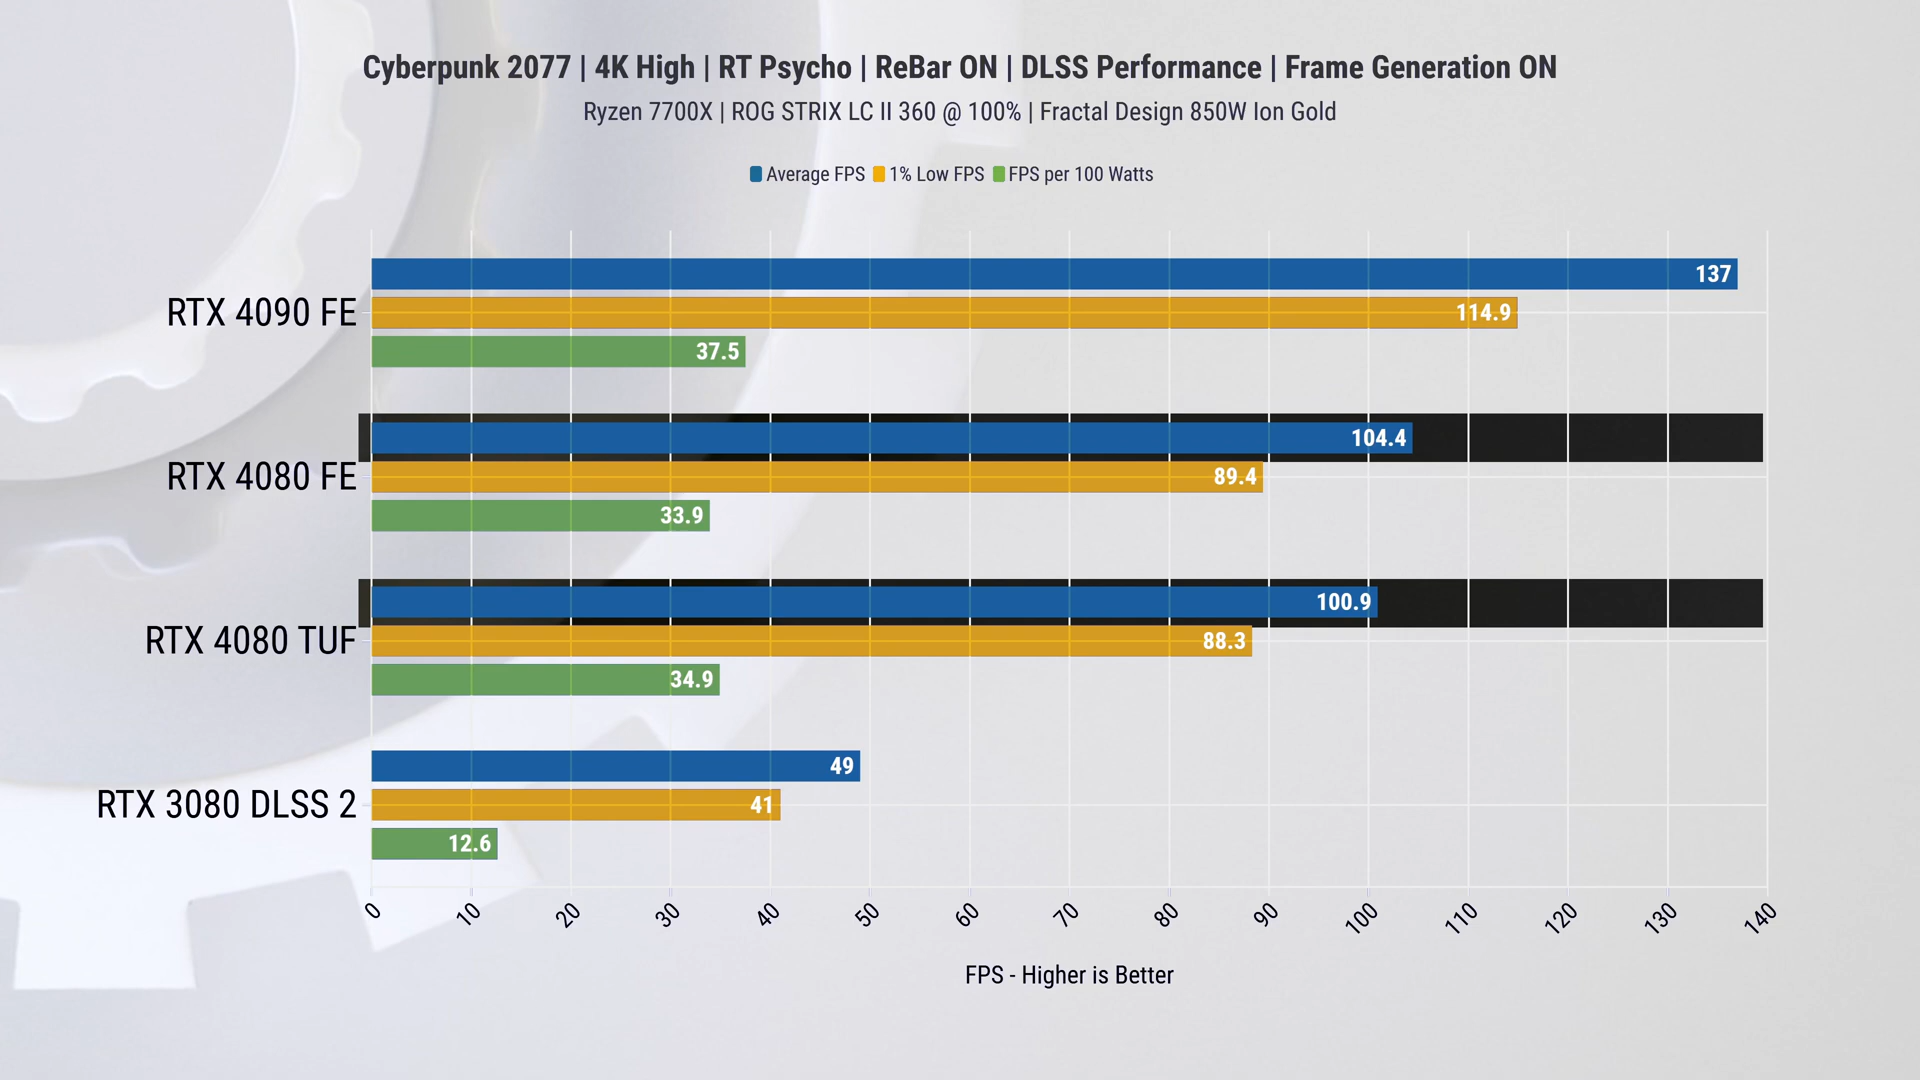 Cyberpunk 2077 | 4K High | RT Psycho | ReBar ON | DLSS Performance | Frame Generation ON
Ryzen 7700X | ROG STRIX LC II 360 @ 100% | Fractal Design 850W Ion Gold
Average FPS 1% Low FPS FPS per 100 Watts
137
RTX 4090 FE 114.9
37.5
104.4
RTX 4080 FE 89.4
33.9
100.9
RTX 4080 TUF 88.3
34.9
49
RTX 3080 DLSS 2 41
12.6
0 10 20 30 40 50 60 70 80 90 100 110 120 130 140
FPS - Higher is Better